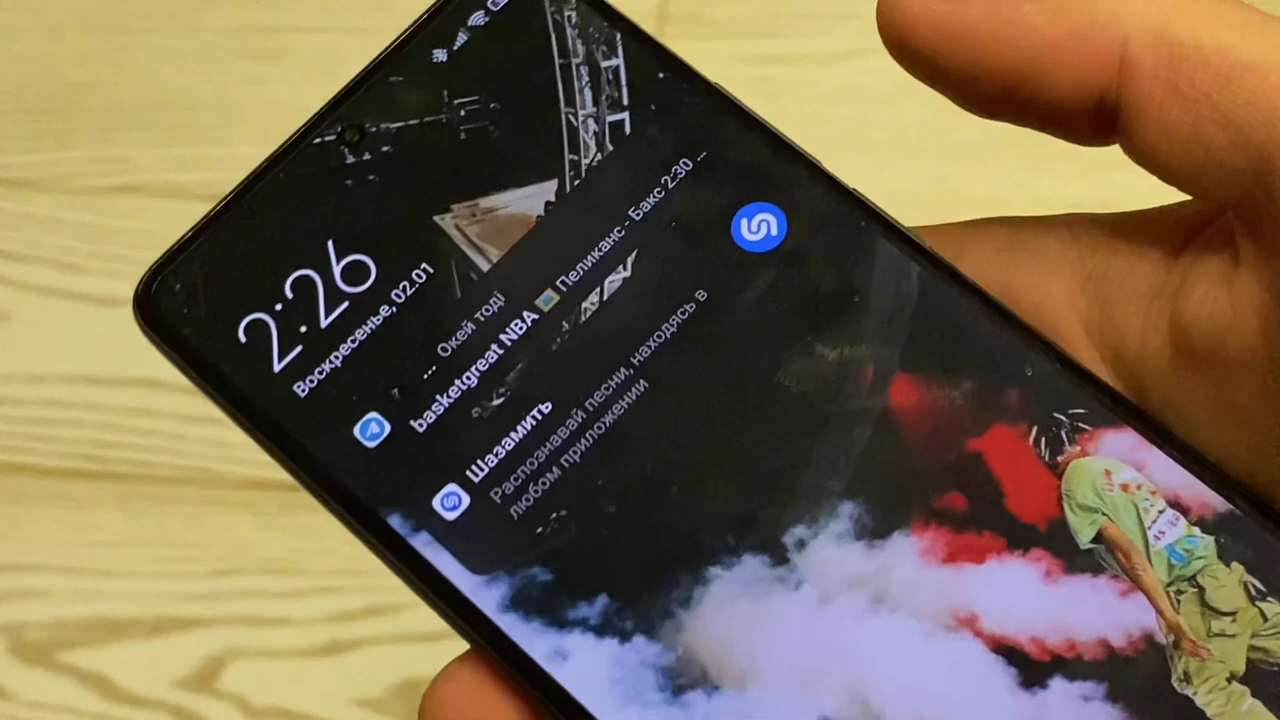 2:26
Воскресенье, 02.01
... Окей тоді
basketgreat NBA Пеликанс - Бакс 2:30 ...
Шазамить
Распознавай песни, находясь в
любом приложении